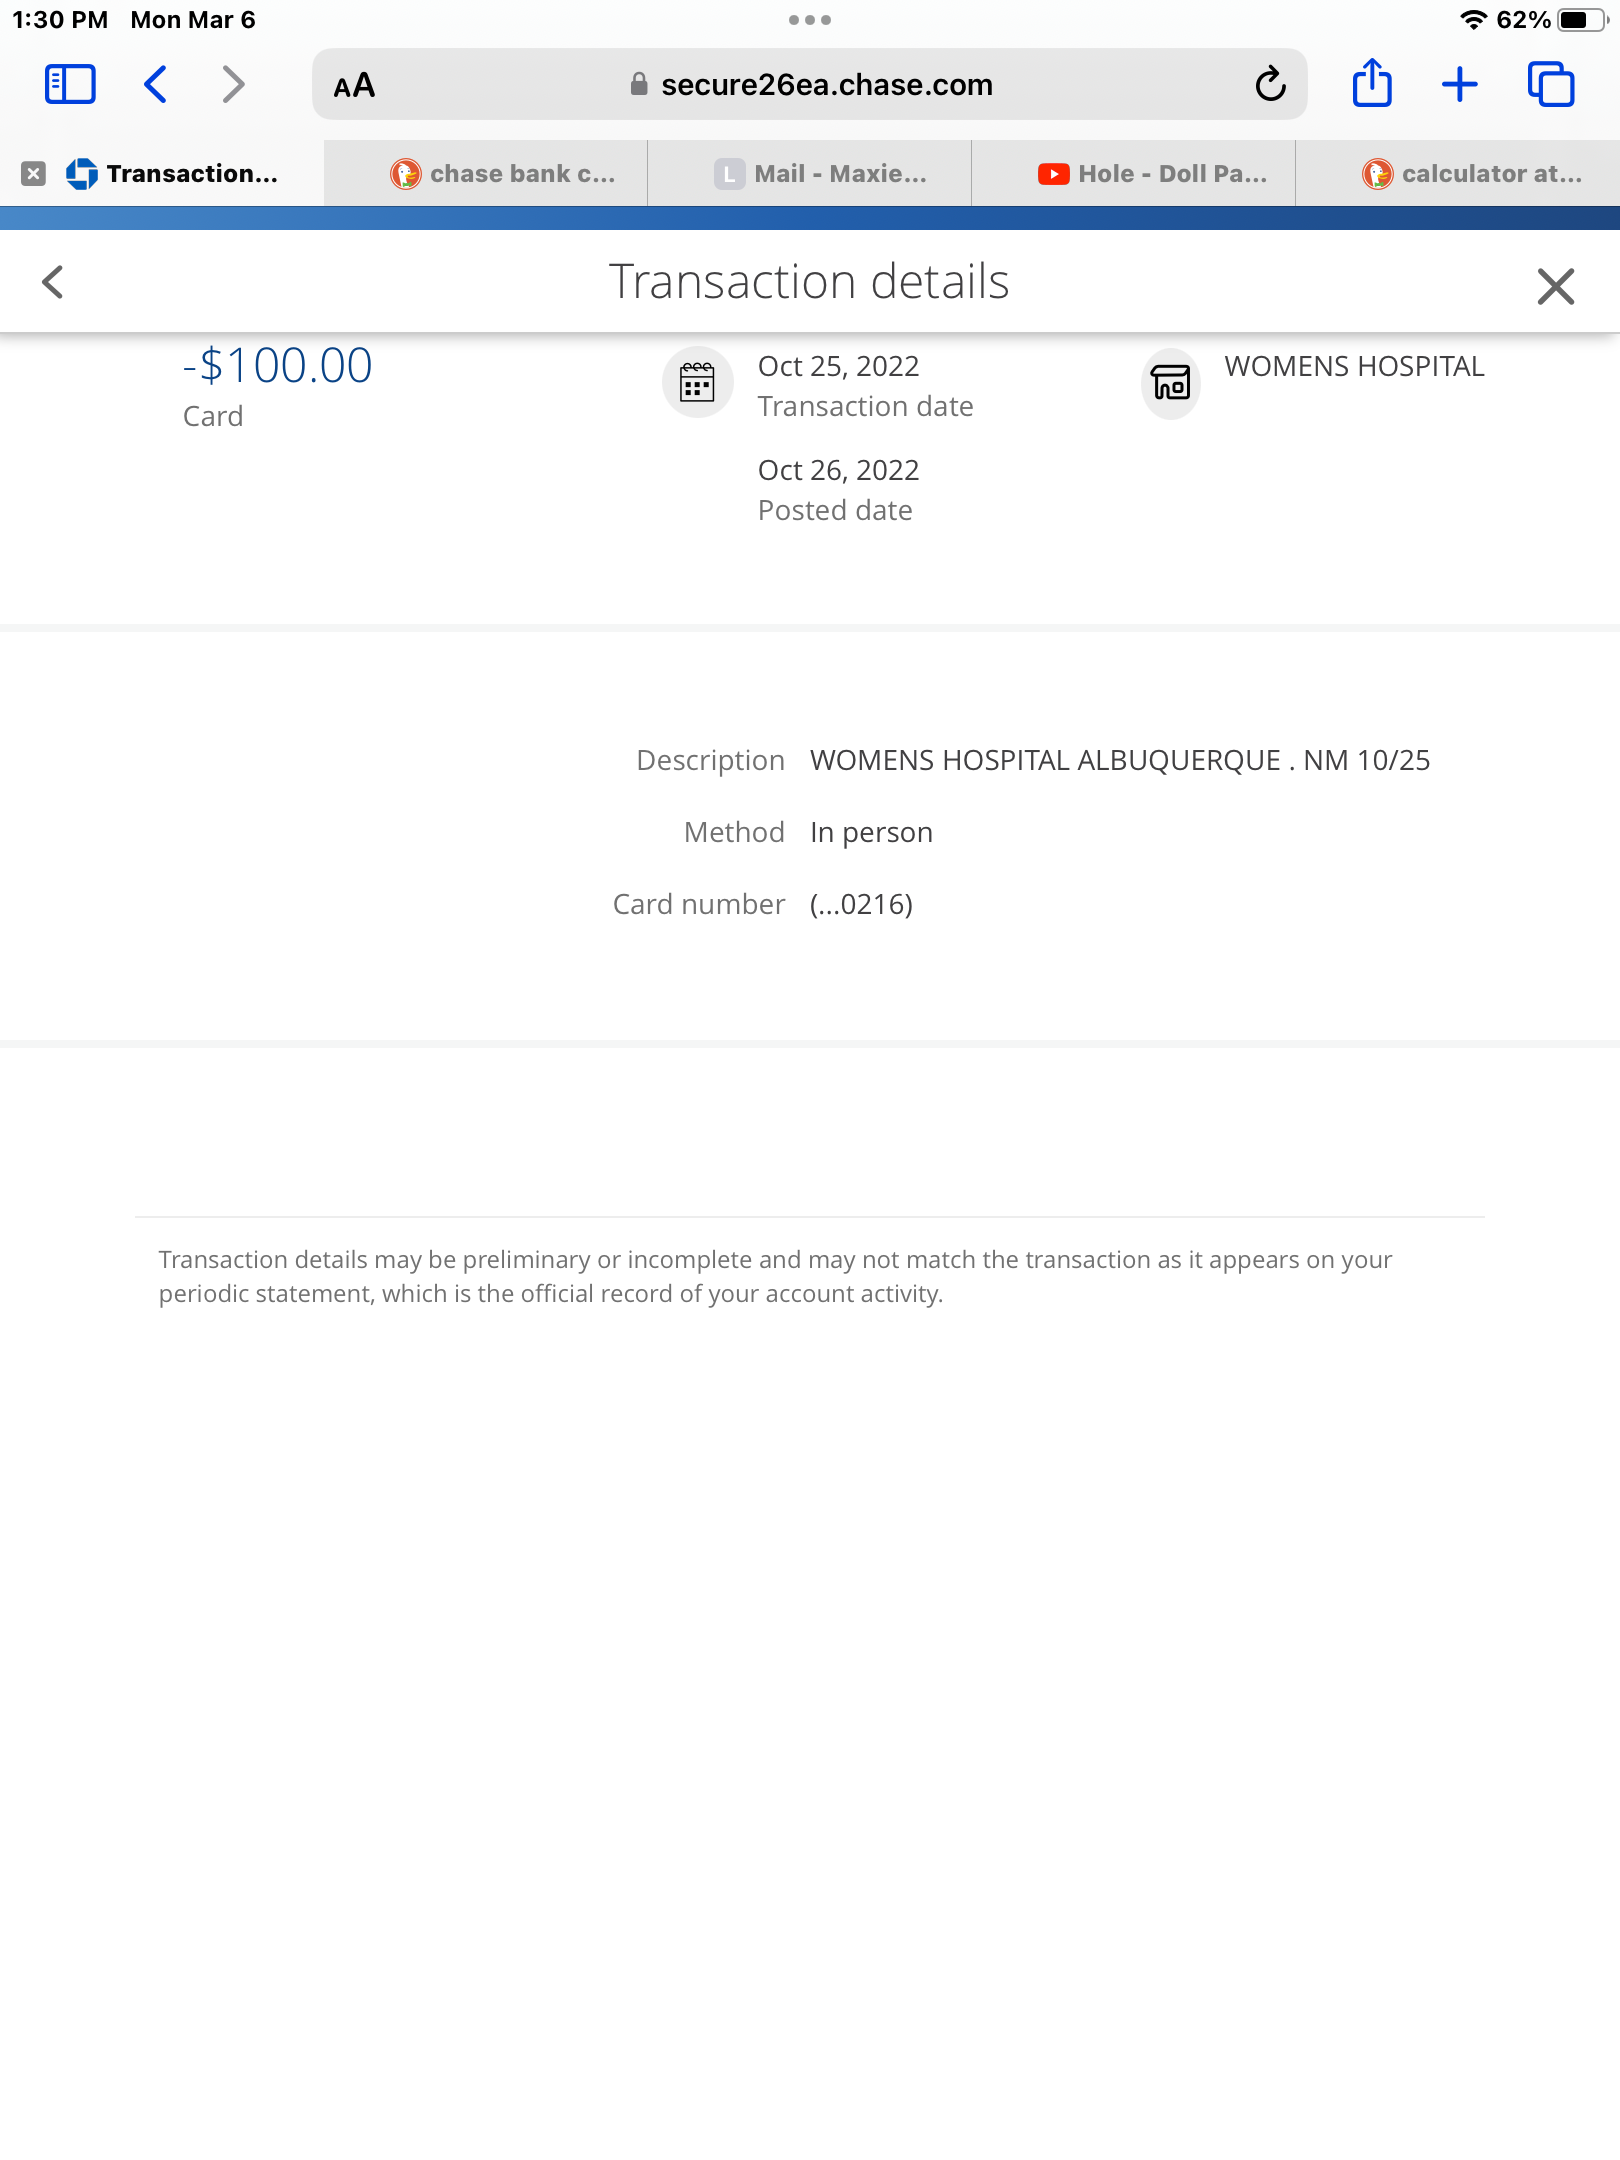 1:30 PM Mon Mar 6
62%
AA secure26ea.chase.com
Transaction... chase bank c... L Mail - Maxie... Hole - Doll Pa... calculator at...
Transaction details
-$100.00
Card
Oct 25, 2022
Transaction date
Oct 26, 2022
Posted date
WOMENS HOSPITAL
Description WOMENS HOSPITAL ALBUQUERQUE . NM 10/25
Method In person
Card number (...0216)
Transaction details may be preliminary or incomplete and may not match the transaction as it appears on your
periodic statement, which is the official record of your account activity.